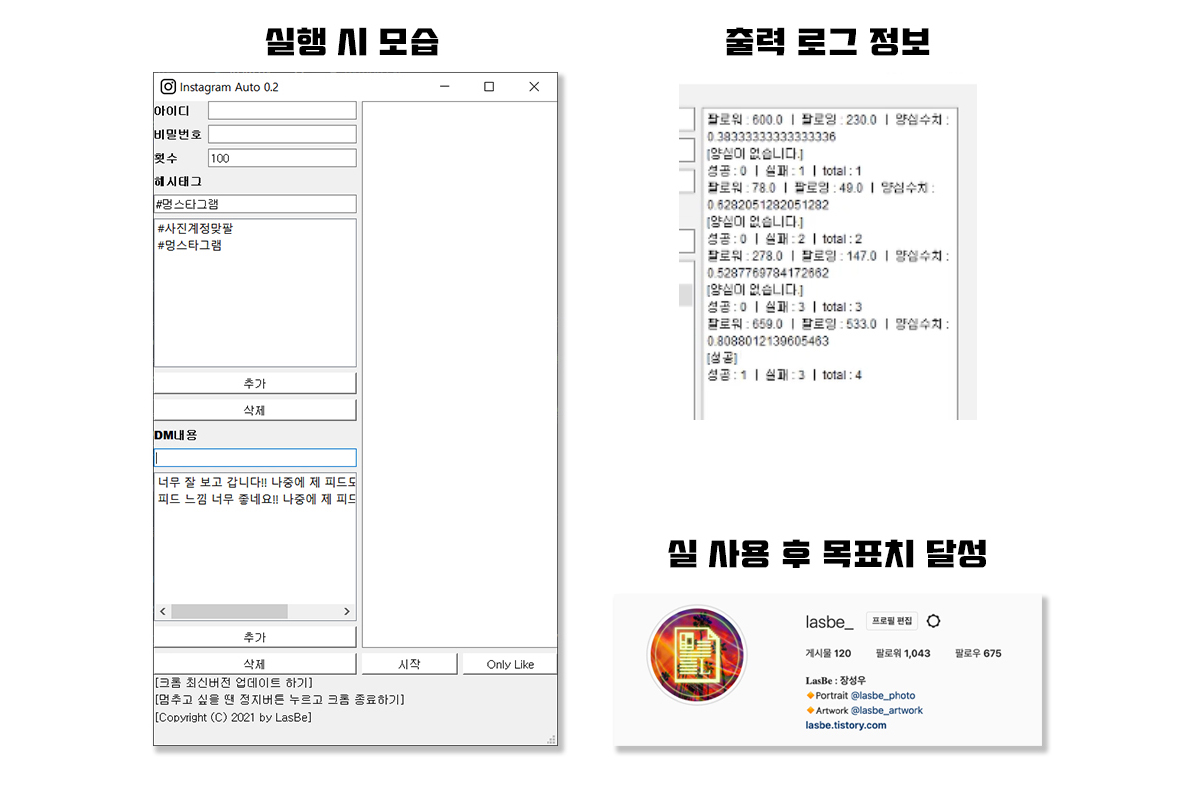 실행 시 모습
Instagram Auto 0.2
아이디
비밀번호
횟수
100
해시태그
#멍스타그램
#사진계정맞팔
#멍스타그램
추가
삭제
DM내용
너무 잘 보고 갑니다!! 나중에 제 피드도
피드 느낌 너무 좋네요!! 나중에 제 피드
추가
삭제
시작
Only Like
[크롬 최신버전 업데이트 하기]
[멈추고 싶을 땐 정지버튼 누르고 크롬 종료하기]
[Copyright (C) 2021 by LasBe]
출력 로그 정보
팔로워 : 600.0 | 팔로잉 : 230.0 | 양심수치 :
0.38333333333333336
[양심이 없습니다.]
성공 : 0 | 실패 : 1 | total : 1
팔로워 : 78.0 | 팔로잉 : 49.0 | 양심수치 :
0.6282051282051282
[양심이 없습니다.]
성공 : 0 | 실패 : 2 | total : 2
팔로워 : 278.0 | 팔로잉 : 147.0 | 양심수치 :
0.5287769784172662
[양심이 없습니다.]
성공 : 0 | 실패 : 3 | total : 3
팔로워 : 659.0 | 팔로잉 : 533.0 | 양심수치 :
0.8088012139605463
[성공]
성공 : 1 | 실패 : 3 | total : 4
실 사용 후 목표치 달성
lasbe_ 프로필 편집
게시물 120 팔로워 1,043 팔로우 675
LasBe : 장성우
🔸Portrait @lasbe_photo
🔸Artwork @lasbe_artwork
lasbe.tistory.com